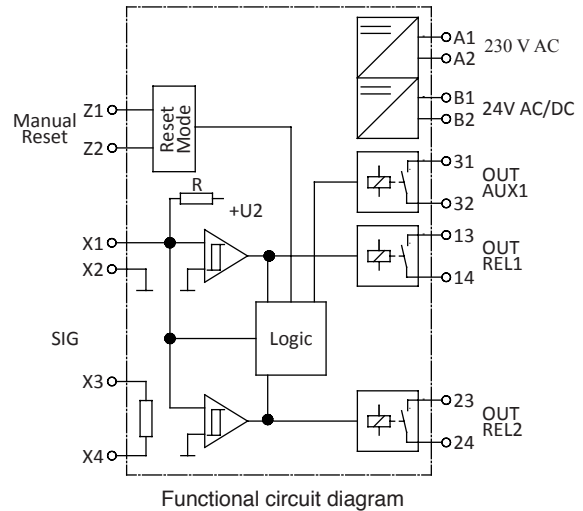 A1
230 V AC
A2
B1
24V AC/DC
B2
Z1
Manual
Reset
Z2
Reset
Mode
31
OUT
AUX1
32
R
+U2
13
OUT
REL1
14
X1
X2
SIG
Logic
X3
X4
23
OUT
REL2
24
Functional circuit diagram